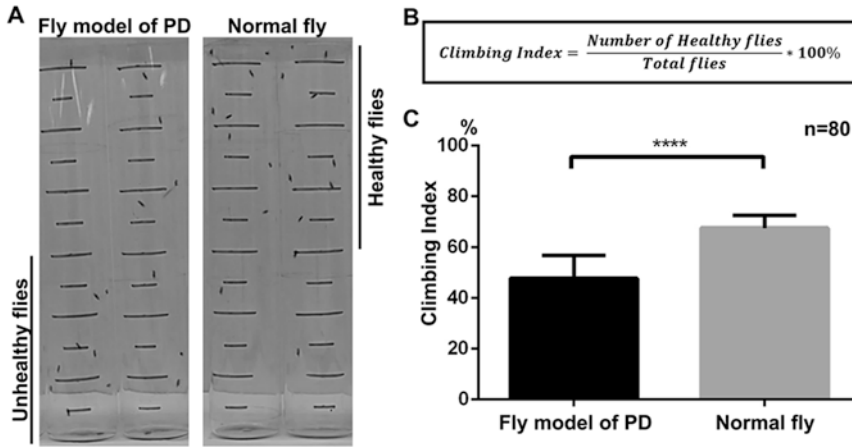 A
Fly model of PD
Normal fly
Unhealthy flies
Healthy flies
B
Climbing Index = Number of Healthy flies / Total flies * 100%
C
%
n=80
****
100
80
60
40
20
0
Climbing Index
Fly model of PD
Normal fly